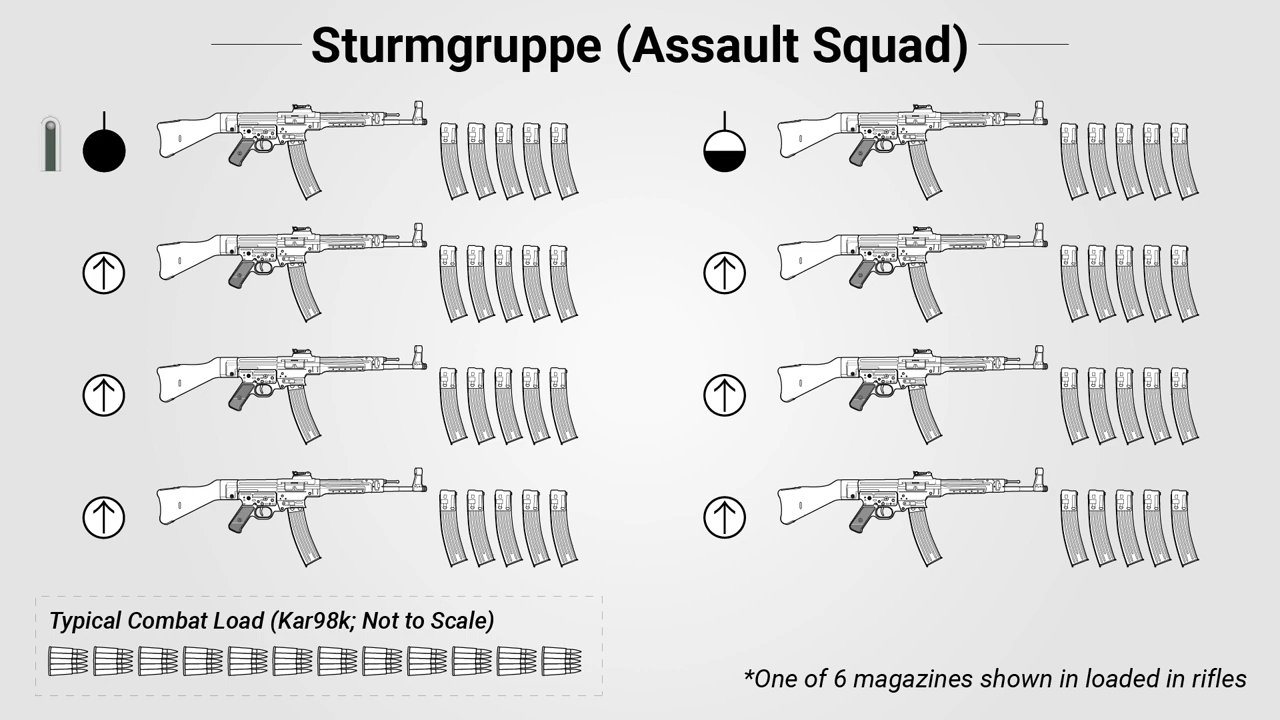 Sturmgruppe (Assault Squad)
Typical Combat Load (Kar98k; Not to Scale)
*One of 6 magazines shown in loaded in rifles